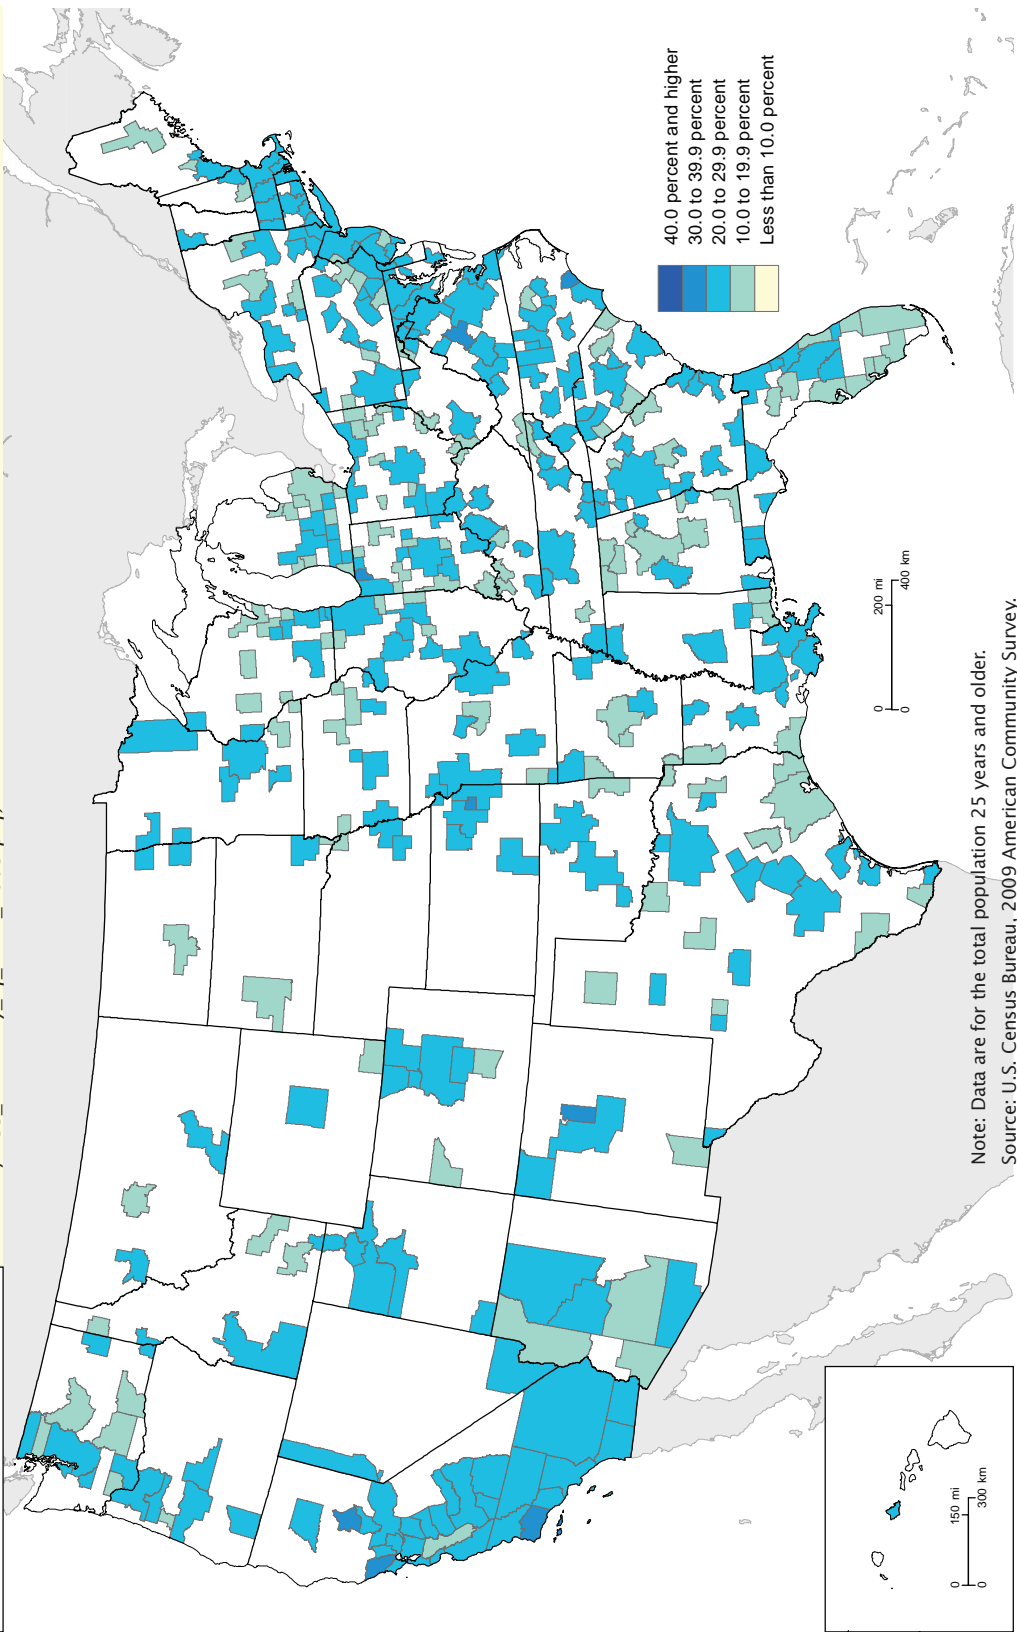 40.0 percent and higher
30.0 to 39.9 percent
20.0 to 29.9 percent
10.0 to 19.9 percent
Less than 10.0 percent
0 200 mi
0 400 km
0 150 mi
0 300 km
Note: Data are for the total population 25 years and older.
Source: U.S. Census Bureau, 2009 American Community Survey.